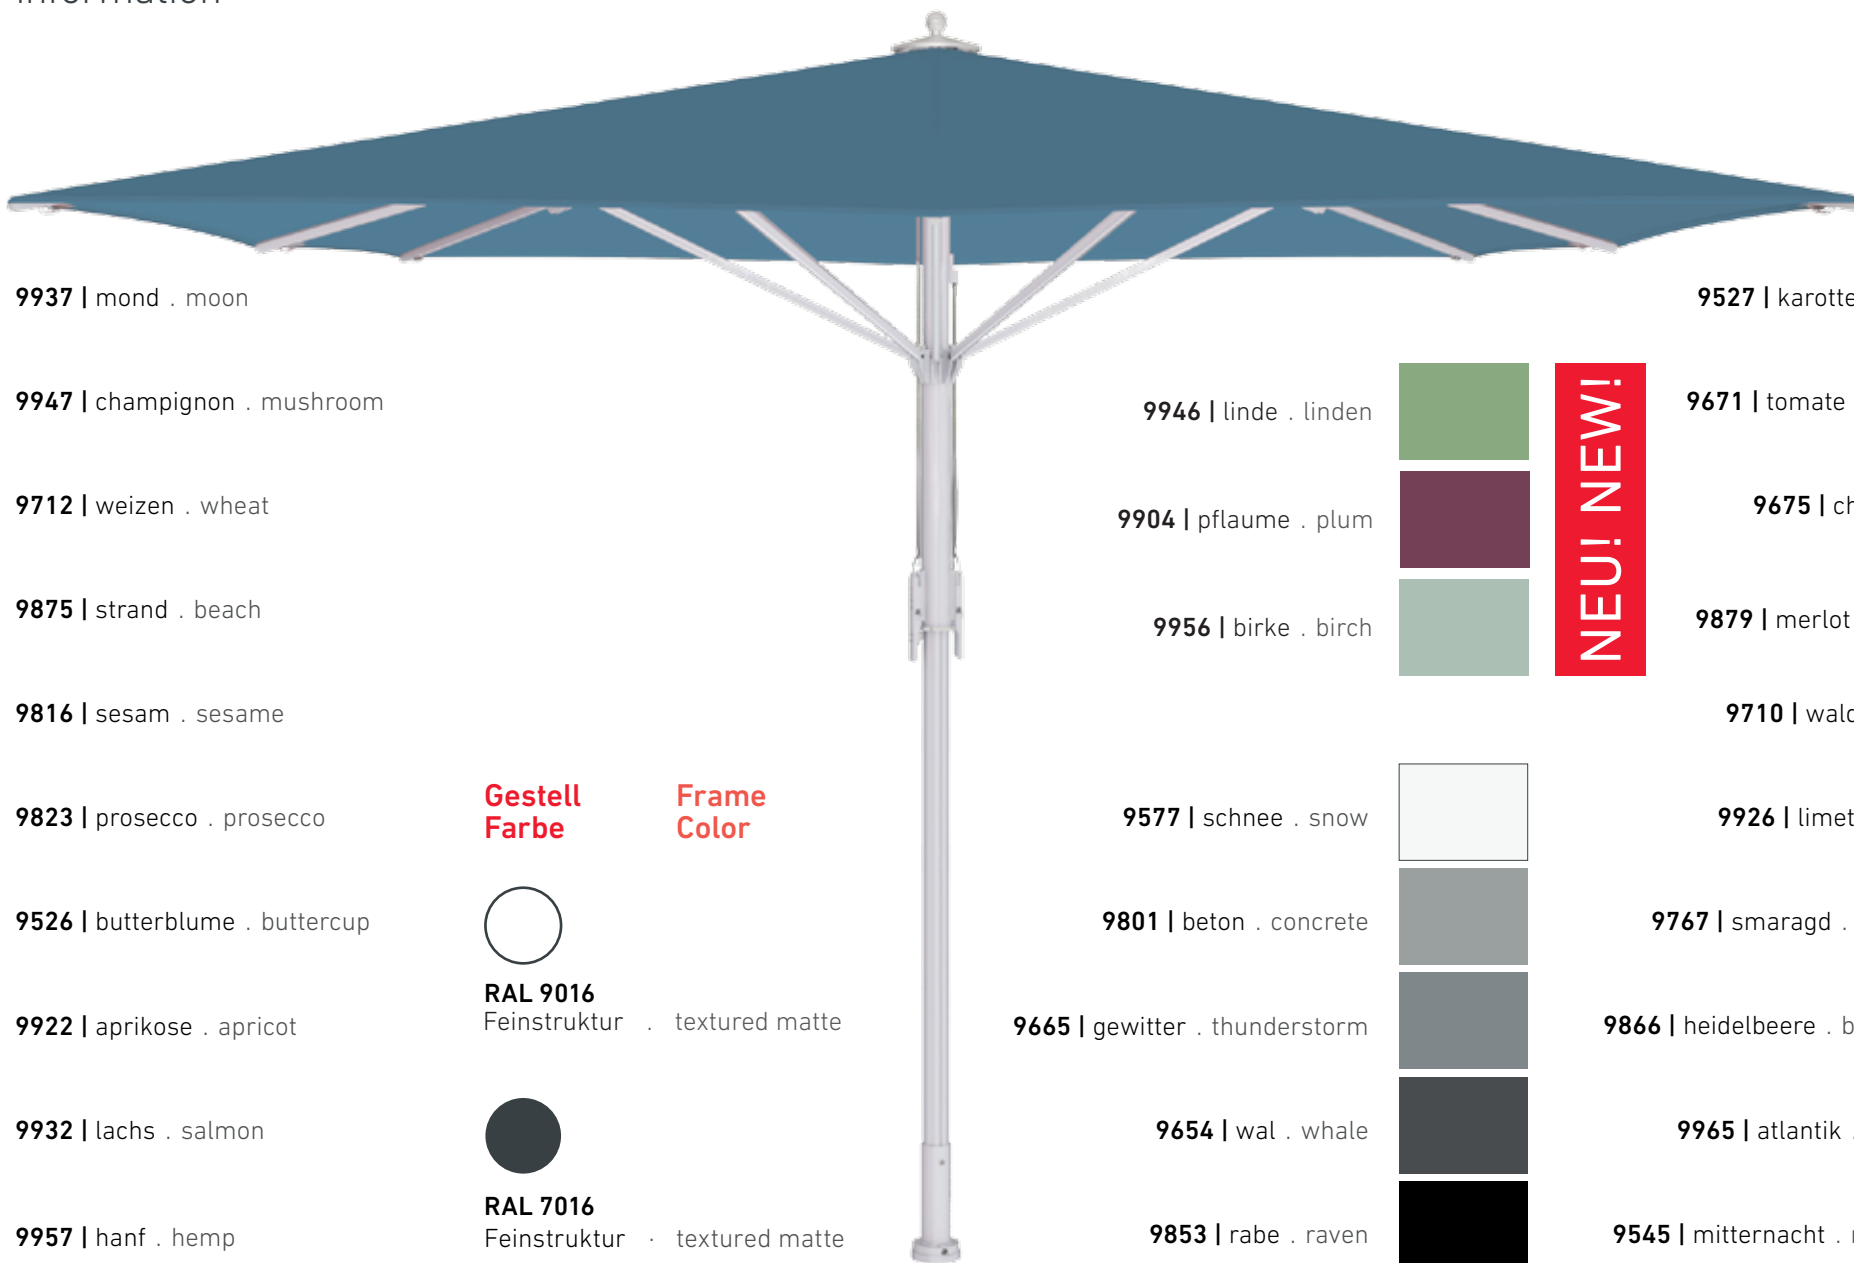 9937 | mond . moon
9947 | champignon . mushroom
9712 | weizen . wheat
9875 | strand . beach
9816 | sesam . sesame
9823 | prosecco . prosecco
9526 | butterblume . buttercup
9922 | aprikose . apricot
9932 | lachs . salmon
9957 | hanf . hemp
Gestell Farbe
Frame Color
RAL 9016
Feinstruktur . textured matte
RAL 7016
Feinstruktur · textured matte
9946 | linde . linden
9904 | pflaume . plum
9956 | birke . birch
NEU! NEW!
9577 | schnee . snow
9801 | beton . concrete
9665 | gewitter . thunderstorm
9654 | wal . whale
9853 | rabe . raven
9527 | karotte
9671 | tomate
9675 |
9879 | merlot
9710 |
9926 |
9767 | smaragd .
9866 | heidelbeere .
9965 | atlantik .
9545 | mitternacht .